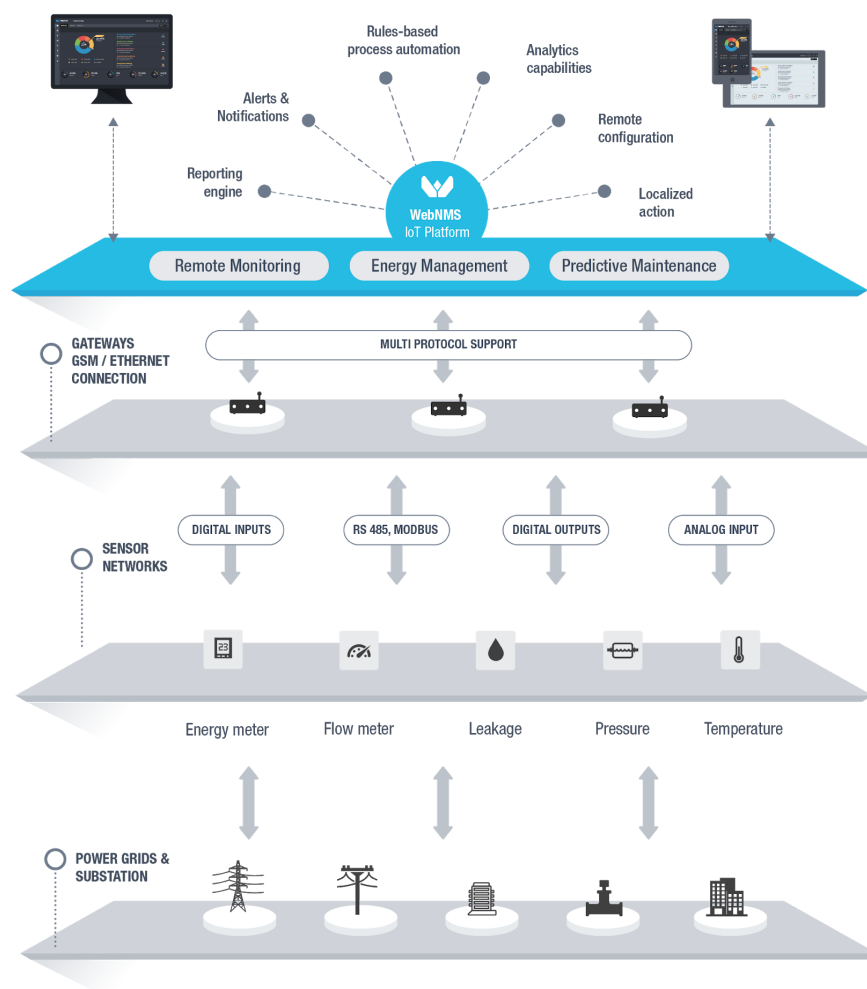 Rules-based
process automation
Analytics
capabilities
Alerts &
Notifications
Remote
configuration
Reporting
engine
Localized
action
WebNMS
IoT Platform
Remote Monitoring
Energy Management
Predictive Maintenance
GATEWAYS
GSM / ETHERNET
CONNECTION
MULTI PROTOCOL SUPPORT
DIGITAL INPUTS
RS 485, MODBUS
DIGITAL OUTPUTS
ANALOG INPUT
SENSOR
NETWORKS
23
Energy meter
Flow meter
Leakage
Pressure
Temperature
POWER GRIDS &
SUBSTATION